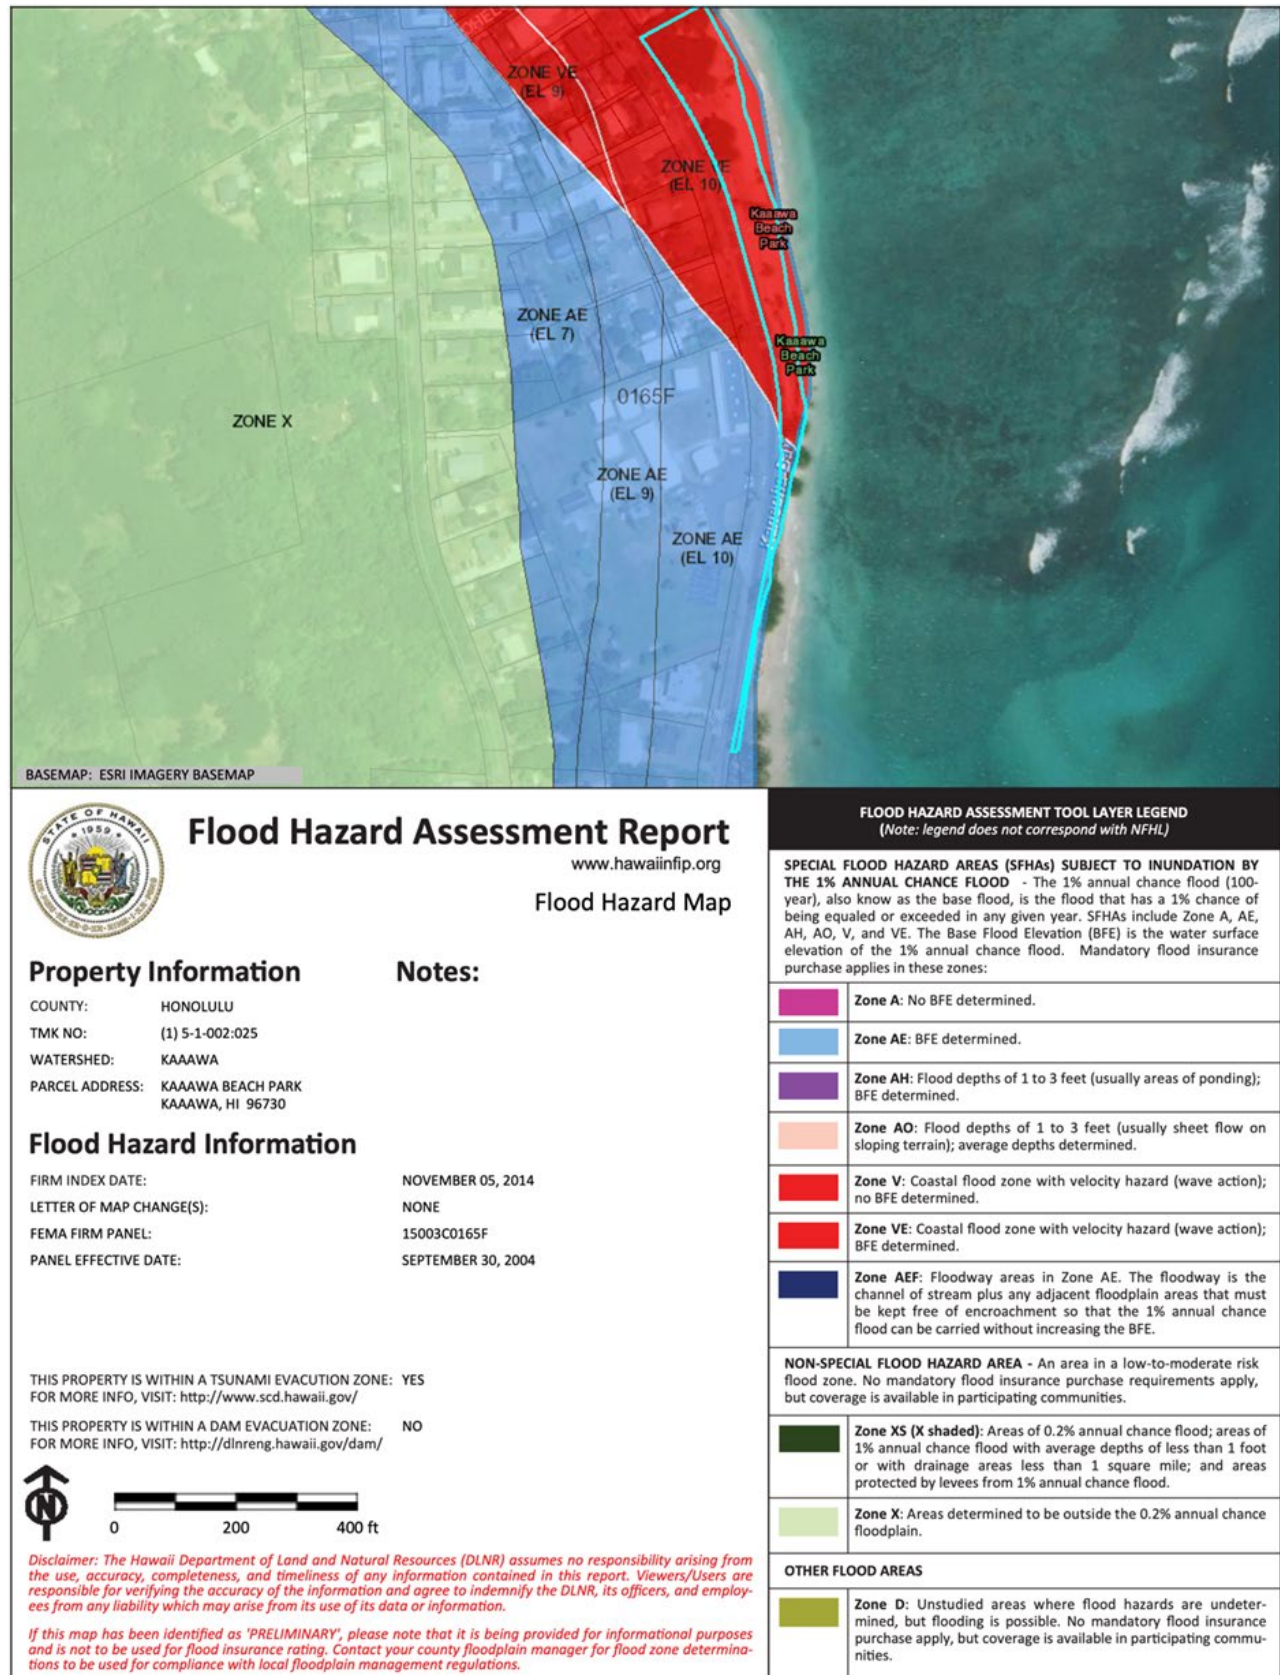 ZONE VE
(EL 9)
(EL 10)
Kaaawa
Beach
Park
Kaaawa
Beach
Park
ZONE AE
(EL 7)
0165F
ZONE X
ZONE AE
(EL 9)
ZONE AE
(EL 10)
BASEMAP: ESRI IMAGERY BASEMAP
STATE OF HAWAII
1959
Flood Hazard Assessment Report
www.hawaiinfip.org
Flood Hazard Map
Property Information
Notes:
COUNTY: HONOLULU
TMK NO: (1) 5-1-002:025
WATERSHED: KAAAWA
PARCEL ADDRESS: KAAAWA BEACH PARK
KAAAWA, HI 96730
Flood Hazard Information
FIRM INDEX DATE: NOVEMBER 05, 2014
LETTER OF MAP CHANGE(S): NONE
FEMA FIRM PANEL: 15003C0165F
PANEL EFFECTIVE DATE: SEPTEMBER 30, 2004
THIS PROPERTY IS WITHIN A TSUNAMI EVACUTION ZONE: YES
FOR MORE INFO, VISIT: http://www.scd.hawaii.gov/
THIS PROPERTY IS WITHIN A DAM EVACUATION ZONE: NO
FOR MORE INFO, VISIT: http://dlnreng.hawaii.gov/dam/
N
0 200 400 ft
Disclaimer: The Hawaii Department of Land and Natural Resources (DLNR) assumes no responsibility arising from
the use, accuracy, completeness, and timeliness of any information contained in this report. Viewers/Users are
responsible for verifying the accuracy of the information and agree to indemnify the DLNR, its officers, and employ-
ees from any liability which may arise from its use of its data or information.
If this map has been identified as 'PRELIMINARY', please note that it is being provided for informational purposes
and is not to be used for flood insurance rating. Contact your county floodplain manager for flood zone determina-
tions to be used for compliance with local floodplain management regulations.
FLOOD HAZARD ASSESSMENT TOOL LAYER LEGEND
(Note: legend does not correspond with NFHL)
SPECIAL FLOOD HAZARD AREAS (SFHAs) SUBJECT TO INUNDATION BY
THE 1% ANNUAL CHANCE FLOOD - The 1% annual chance flood (100-
year), also know as the base flood, is the flood that has a 1% chance of
being equaled or exceeded in any given year. SFHAs include Zone A, AE,
AH, AO, V, and VE. The Base Flood Elevation (BFE) is the water surface
elevation of the 1% annual chance flood. Mandatory flood insurance
purchase applies in these zones:
Zone A: No BFE determined.
Zone AE: BFE determined.
Zone AH: Flood depths of 1 to 3 feet (usually areas of ponding);
BFE determined.
Zone AO: Flood depths of 1 to 3 feet (usually sheet flow on
sloping terrain); average depths determined.
Zone V: Coastal flood zone with velocity hazard (wave action);
no BFE determined.
Zone VE: Coastal flood zone with velocity hazard (wave action);
BFE determined.
Zone AEF: Floodway areas in Zone AE. The floodway is the
channel of stream plus any adjacent floodplain areas that must
be kept free of encroachment so that the 1% annual chance
flood can be carried without increasing the BFE.
NON-SPECIAL FLOOD HAZARD AREA - An area in a low-to-moderate risk
flood zone. No mandatory flood insurance purchase requirements apply,
but coverage is available in participating communities.
Zone XS (X shaded): Areas of 0.2% annual chance flood; areas of
1% annual chance flood with average depths of less than 1 foot
or with drainage areas less than 1 square mile; and areas
protected by levees from 1% annual chance flood.
Zone X: Areas determined to be outside the 0.2% annual chance
floodplain.
OTHER FLOOD AREAS
Zone D: Unstudied areas where flood hazards are undeter-
mined, but flooding is possible. No mandatory flood insurance
purchase apply, but coverage is available in participating commu-
nities.